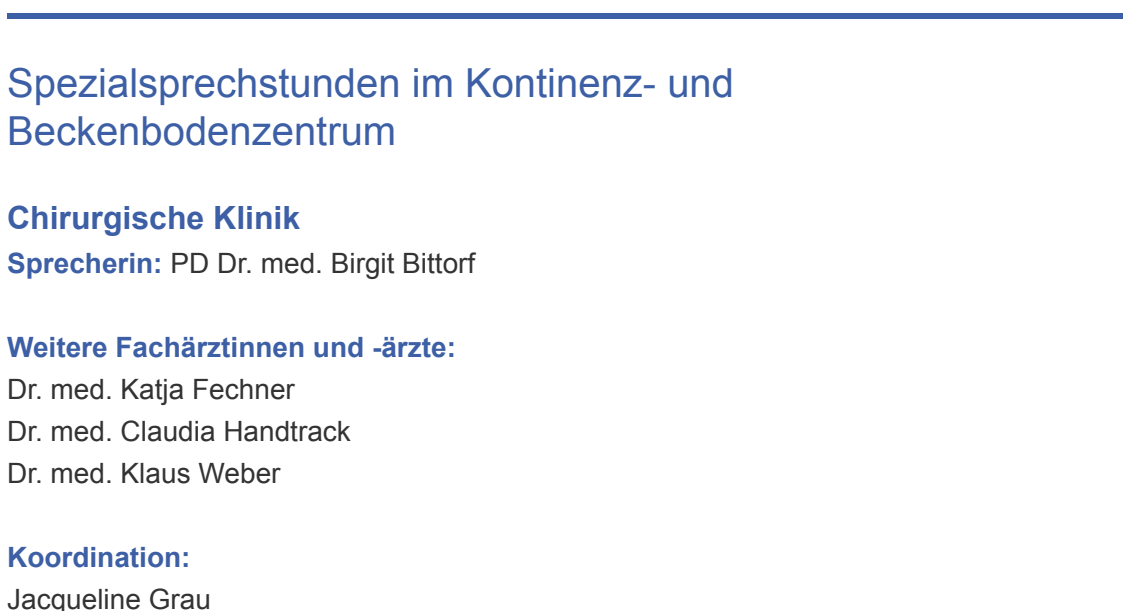 Spezialsprechstunden im Kontinenz- und
Beckenbodenzentrum
Chirurgische Klinik
Sprecherin: PD Dr. med. Birgit Bittorf
Weitere Fachärztinnen und -ärzte:
Dr. med. Katja Fechner
Dr. med. Claudia Handtrack
Dr. med. Klaus Weber
Koordination:
Jacqueline Grau